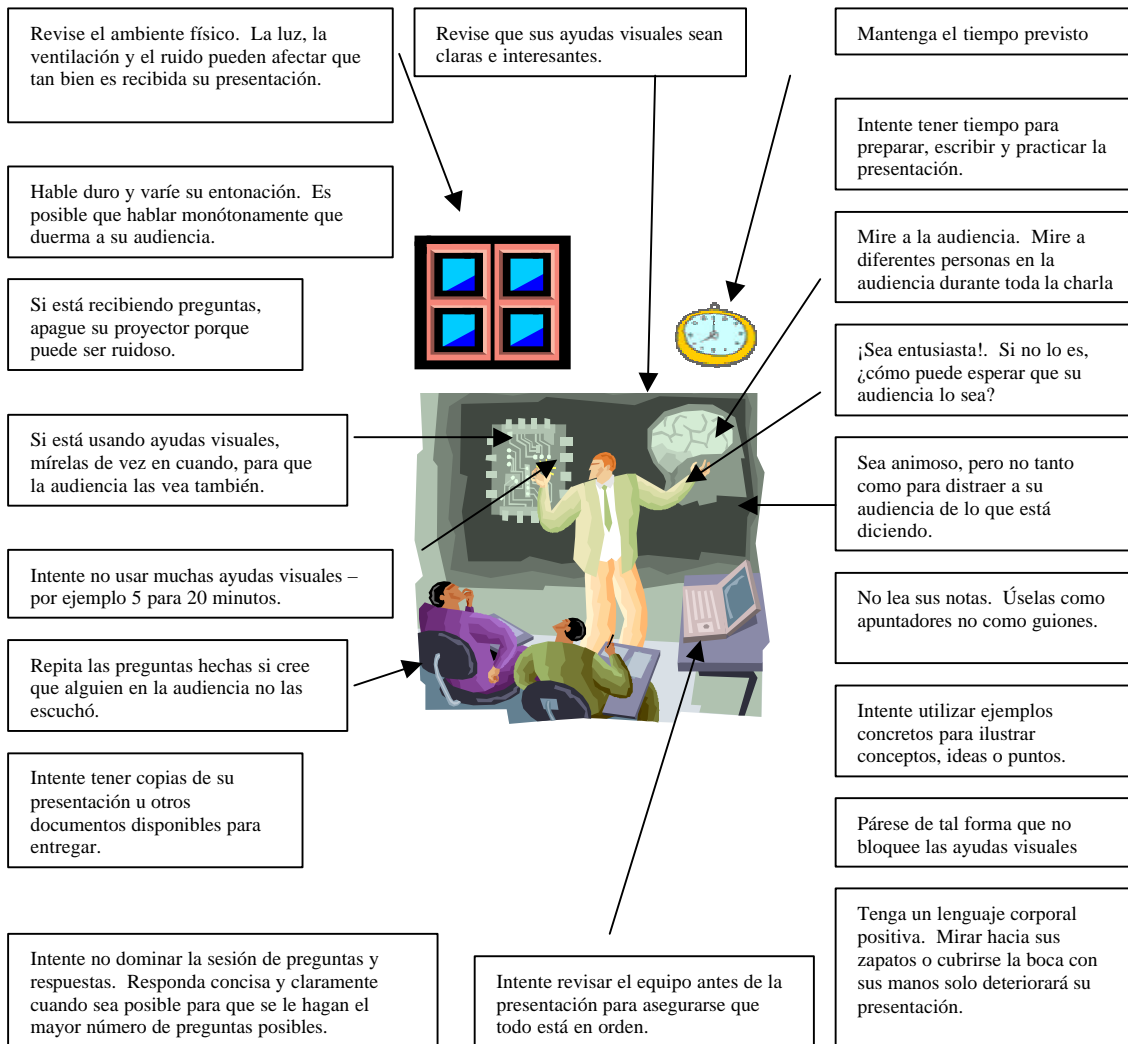 Revise el ambiente físico.  La luz, la
ventilación y el ruido pueden afectar que
tan bien es recibida su presentación.
Revise que sus ayudas visuales sean
claras e interesantes.
Mantenga el tiempo previsto
Intente tener tiempo para
preparar, escribir y practicar la
presentación.
Hable duro y varíe su entonación.  Es
posible que hablar monótonamente que
duerma a su audiencia.
Mire a la audiencia.  Mire a
diferentes personas en la
audiencia durante toda la charla
Si está recibiendo preguntas,
apague su proyector porque
puede ser ruidoso.
¡Sea entusiasta!.  Si no lo es,
¿cómo puede esperar que su
audiencia lo sea?
Si está usando ayudas visuales,
mírelas de vez en cuando, para que
la audiencia las vea también.
Sea animoso, pero no tanto
como para distraer a su
audiencia de lo que está
diciendo.
Intente no usar muchas ayudas visuales –
por ejemplo 5 para 20 minutos.
No lea sus notas.  Úselas como
apuntadores no como guiones.
Repita las preguntas hechas si cree
que alguien en la audiencia no las
escuchó.
Intente utilizar ejemplos
concretos para ilustrar
conceptos, ideas o puntos.
Intente tener copias de su
presentación u otros
documentos disponibles para
entregar.
Párese de tal forma que no
bloquee las ayudas visuales
Tenga un lenguaje corporal
positiva.  Mirar hacia sus
zapatos o cubrirse la boca con
sus manos solo deteriorará su
presentación.
Intente no dominar la sesión de preguntas y
respuestas.  Responda concisa y claramente
cuando sea posible para que se le hagan el
mayor número de preguntas posibles.
Intente revisar el equipo antes de la
presentación para asegurarse que
todo está en orden.